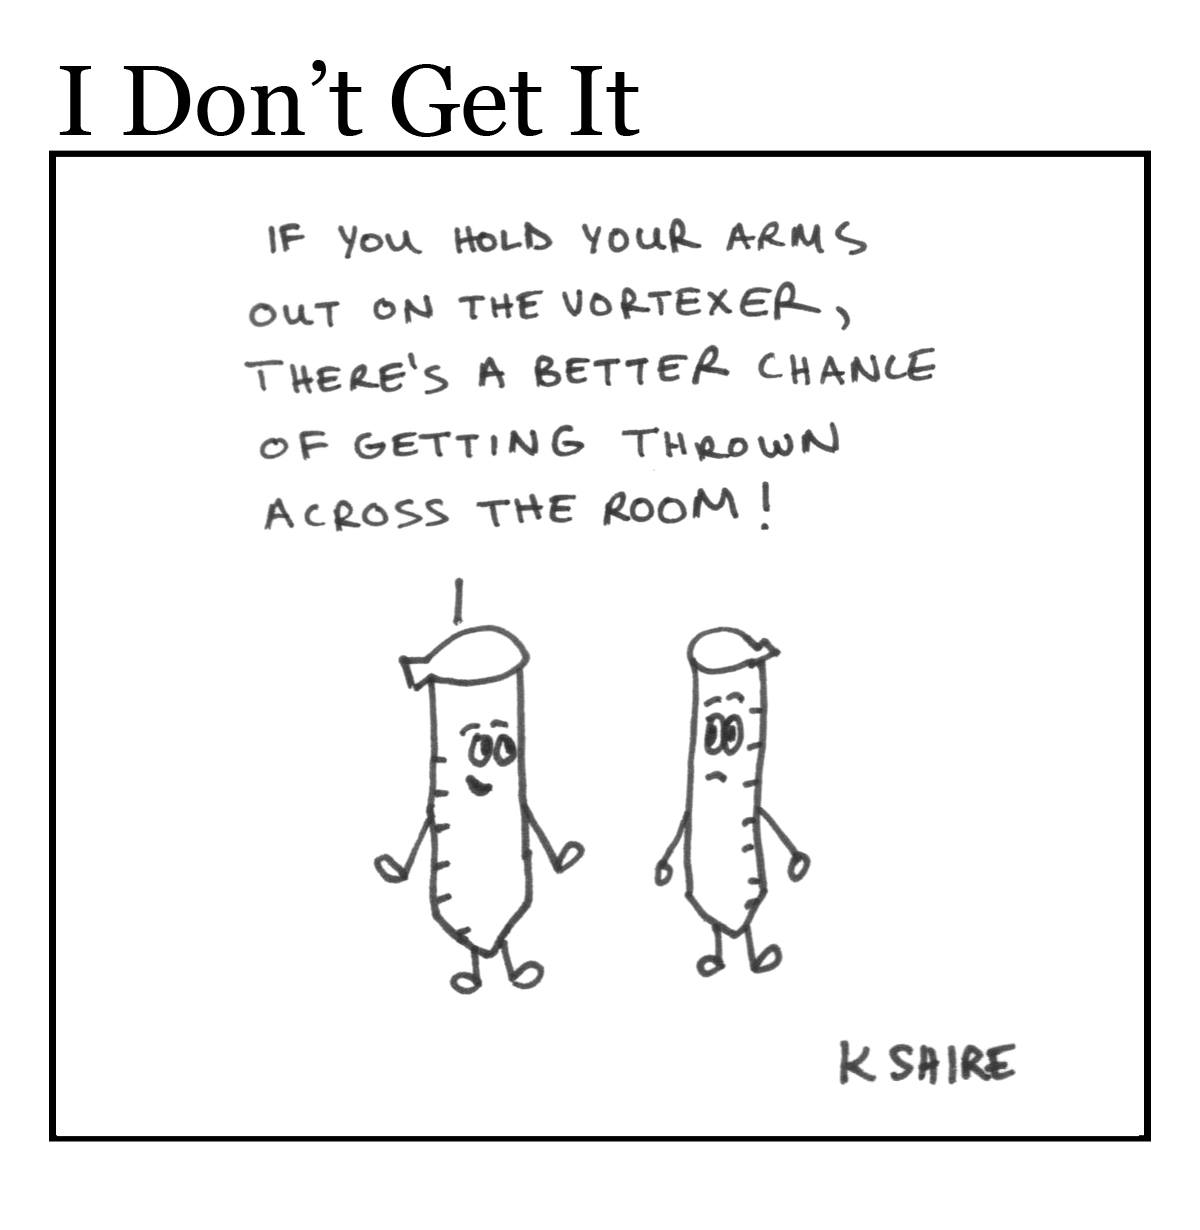 I Don’t Get It
IF YOU HOLD YOUR ARMS
OUT ON THE VORTEXER,
THERE'S A BETTER CHANCE
OF GETTING THROWN
ACROSS THE ROOM!
K SHIRE